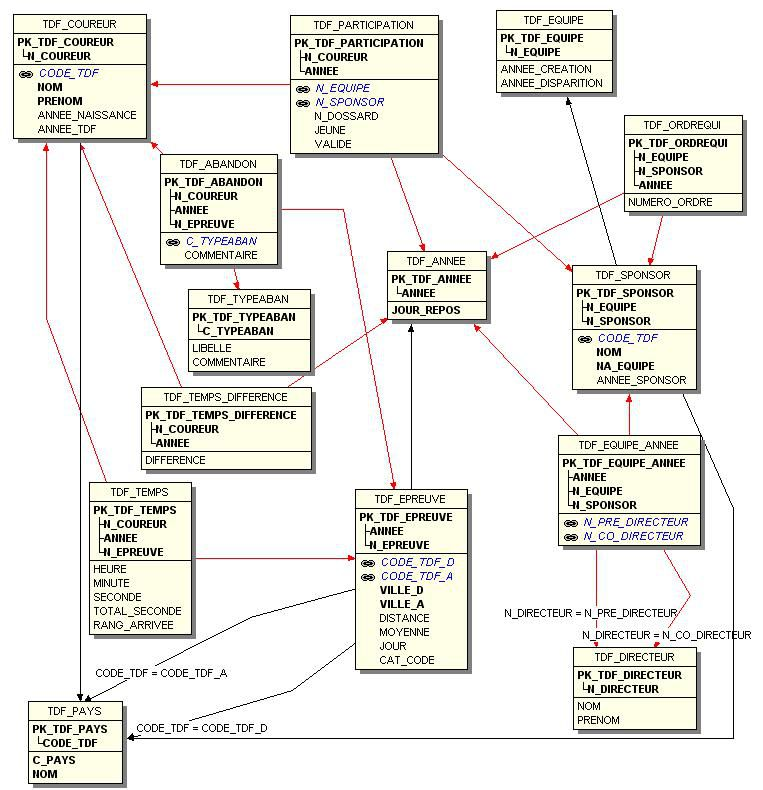 TDF_COUREUR
PK_TDF_COUREUR
N_COUREUR
CODE_TDF
NOM
PRENOM
ANNEE_NAISSANCE
ANNEE_TDF
TDF_PARTICIPATION
PK_TDF_PARTICIPATION
N_COUREUR
ANNEE
N_EQUIPE
N_SPONSOR
N_DOSSARD
JEUNE
VALIDE
TDF_EQUIPE
PK_TDF_EQUIPE
N_EQUIPE
ANNEE_CREATION
ANNEE_DISPARITION
TDF_ORDREQUI
PK_TDF_ORDREQUI
N_EQUIPE
N_SPONSOR
ANNEE
NUMERO_ORDRE
TDF_ABANDON
PK_TDF_ABANDON
N_COUREUR
ANNEE
N_EPREUVE
C_TYPEABAN
COMMENTAIRE
TDF_ANNEE
PK_TDF_ANNEE
ANNEE
JOUR_REPOS
TDF_SPONSOR
PK_TDF_SPONSOR
N_EQUIPE
N_SPONSOR
CODE_TDF
NOM
NA_EQUIPE
ANNEE_SPONSOR
TDF_TYPEABAN
PK_TDF_TYPEABAN
C_TYPEABAN
LIBELLE
COMMENTAIRE
TDF_TEMPS_DIFFERENCE
PK_TDF_TEMPS_DIFFERENCE
N_COUREUR
ANNEE
DIFFERENCE
TDF_EQUIPE_ANNEE
PK_TDF_EQUIPE_ANNEE
ANNEE
N_EQUIPE
N_SPONSOR
N_PRE_DIRECTEUR
N_CO_DIRECTEUR
TDF_TEMPS
PK_TDF_TEMPS
N_COUREUR
ANNEE
N_EPREUVE
HEURE
MINUTE
SECONDE
TOTAL_SECONDE
RANG_ARRIVEE
TDF_EPREUVE
PK_TDF_EPREUVE
ANNEE
N_EPREUVE
CODE_TDF_D
CODE_TDF_A
VILLE_D
VILLE_A
DISTANCE
MOYENNE
JOUR
CAT_CODE
N_DIRECTEUR = N_PRE_DIRECTEUR
N_DIRECTEUR = N_CO_DIRECTEUR
TDF_DIRECTEUR
PK_TDF_DIRECTEUR
N_DIRECTEUR
NOM
PRENOM
CODE_TDF = CODE_TDF_A
CODE_TDF = CODE_TDF_D
TDF_PAYS
PK_TDF_PAYS
CODE_TDF
C_PAYS
NOM